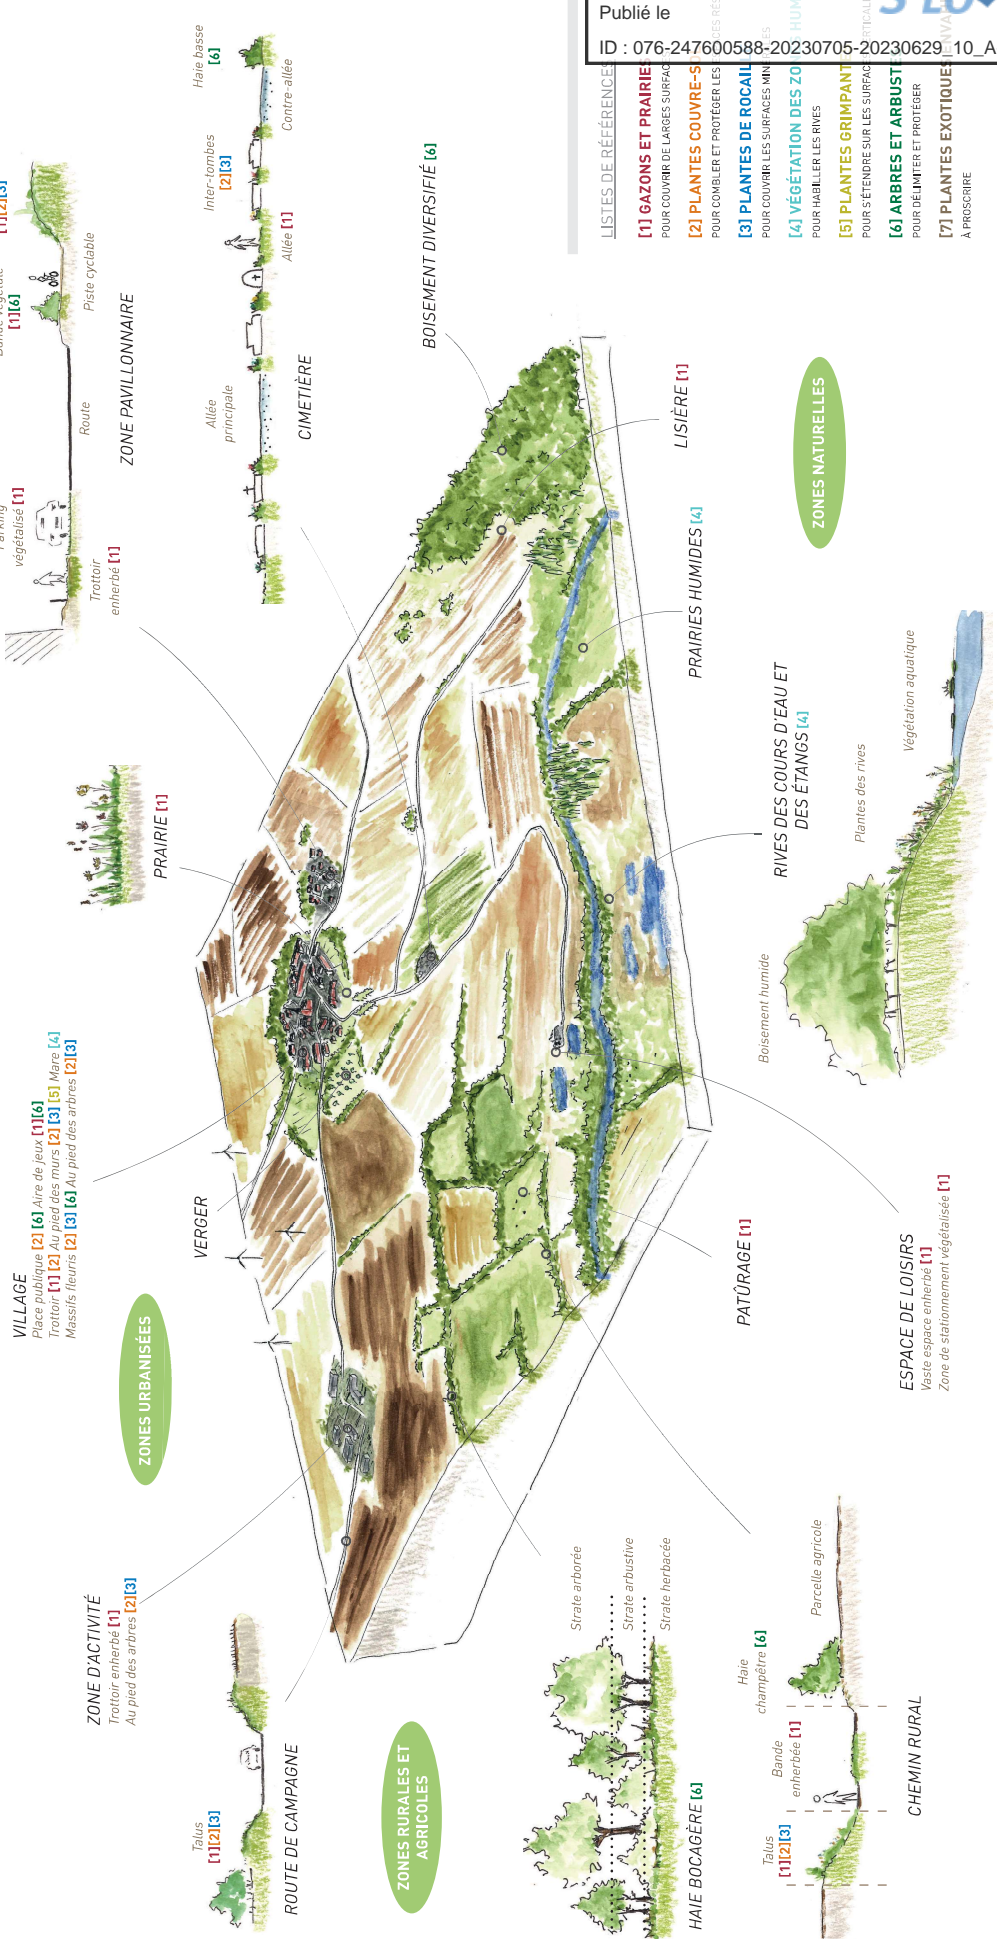 Publié le
ID : 076-247600588-20230705-20230629_10_A
LISTES DE RÉFÉRENCES
[1] GAZONS ET PRAIRIES
POUR COUVRIR DE LARGES SURFACES
[2] PLANTES COUVRE-SO
POUR COMBLER ET PROTÉGER LES
[3] PLANTES DE ROCAILL
POUR COUVRIR LES SURFACES MIN
[4] VÉGÉTATION DES ZON HUM
POUR HABILLER LES RIVES
[5] PLANTES GRIMPANTE
POUR S'ÉTENDRE SUR LES SURFACE
[6] ARBRES ET ARBUSTE
POUR DÉLIMITER ET PROTÉGER
[7] PLANTES EXOTIQUES ENVA
À PROSCRIRE
[1][2][3]
[1][6]
Piste cyclable
Route
végétalisé [1]
Trottoir
enherbé [1]
ZONE PAVILLONNAIRE
Haie basse
[6]
Contre-allée
Inter-tombes
[2][3]
Allée [1]
Allée
principale
CIMETIÈRE
BOISEMENT DIVERSIFIÉ [6]
LISIÈRE [1]
ZONES NATURELLES
PRAIRIES HUMIDES [4]
RIVES DES COURS D'EAU ET
DES ÉTANGS [4]
Végétation aquatique
Plantes des rives
Boisement humide
PRAIRIE [1]
VILLAGE
Place publique [2] [6] Aire de jeux [1][6]
Trottoir [1] [2] Au pied des murs [2] [3] [5] Mare [4]
Massifs fleuris [2] [3] [6] Au pied des arbres [2][3]
VERGER
ZONES URBANISÉES
PATÛRAGE [1]
ESPACE DE LOISIRS
Vaste espace enherbé [1]
Zone de stationnement végétalisée [1]
ZONE D'ACTIVITÉ
Trottoir enherbé [1]
Au pied des arbres [2][3]
Talus
[1][2][3]
ROUTE DE CAMPAGNE
ZONES RURALES ET
AGRICOLES
Strate arborée
Strate arbustive
Strate herbacée
HAIE BOCAGÈRE [6]
Parcelle agricole
Haie
champêtre [6]
Bande
enherbée [1]
Talus
[1][2][3]
CHEMIN RURAL